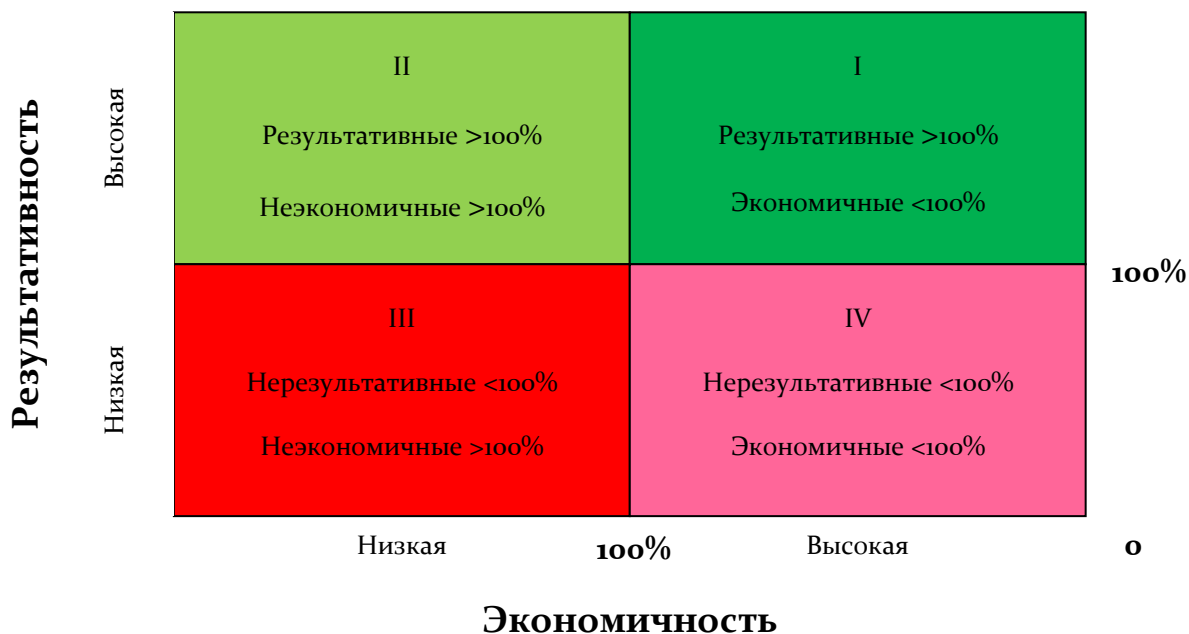 Результативность
Высокая
Низкая
II
Результативные >100%
Неэкономичные >100%
I
Результативные >100%
Экономичные <100%
100%
III
Нерезультативные <100%
Неэкономичные >100%
IV
Нерезультативные <100%
Экономичные <100%
Низкая
100%
Высокая
0
Экономичность